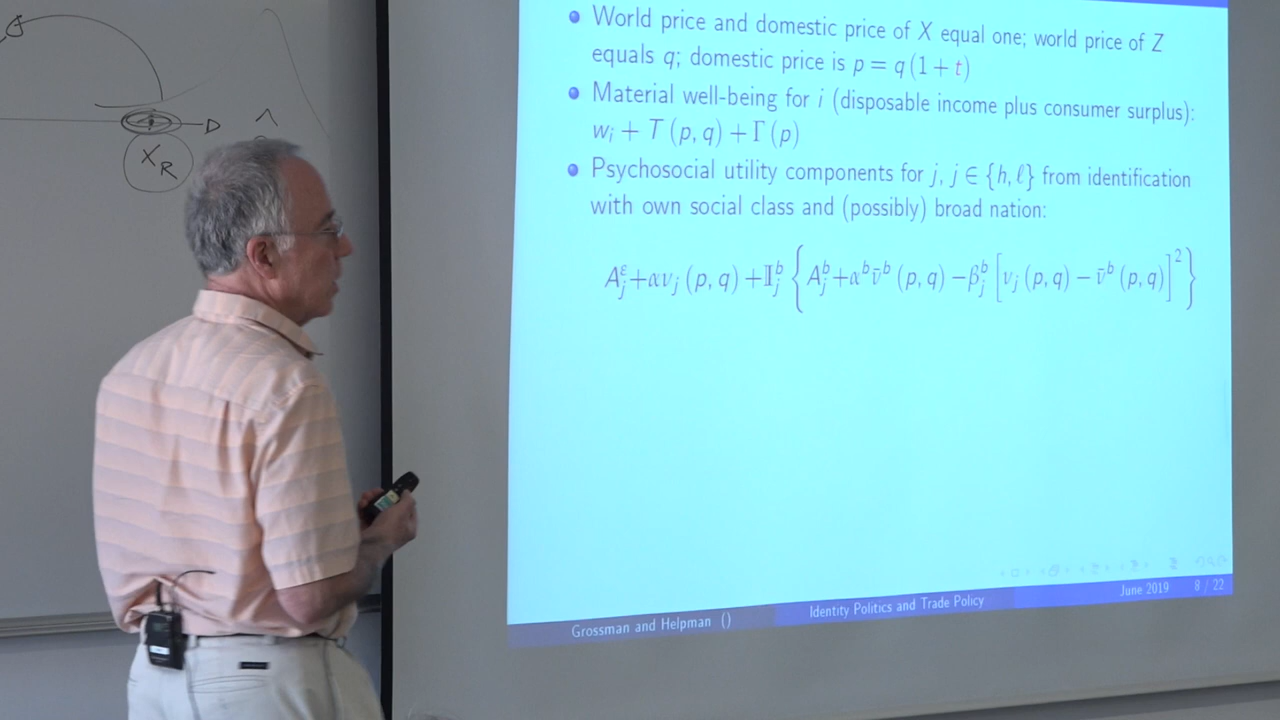 X_R
World price and domestic price of X equal one; world price of Z
equals q; domestic price is p = q (1 + t)
Material well-being for i (disposable income plus consumer surplus):
w_i + T (p, q) + Γ (p)
Psychosocial utility components for j, j ∈ {h, ℓ} from identification
with own social class and (possibly) broad nation:
A_j^ε + αv_j (p, q) + 𝕀_j^b { A_j^b + α^b v̄^b (p, q) − β_j^b [ v_j (p, q) − v̄^b (p, q) ]^2 }
Grossman and Helpman ()
Identity Politics and Trade Policy
June 2019
8 / 22